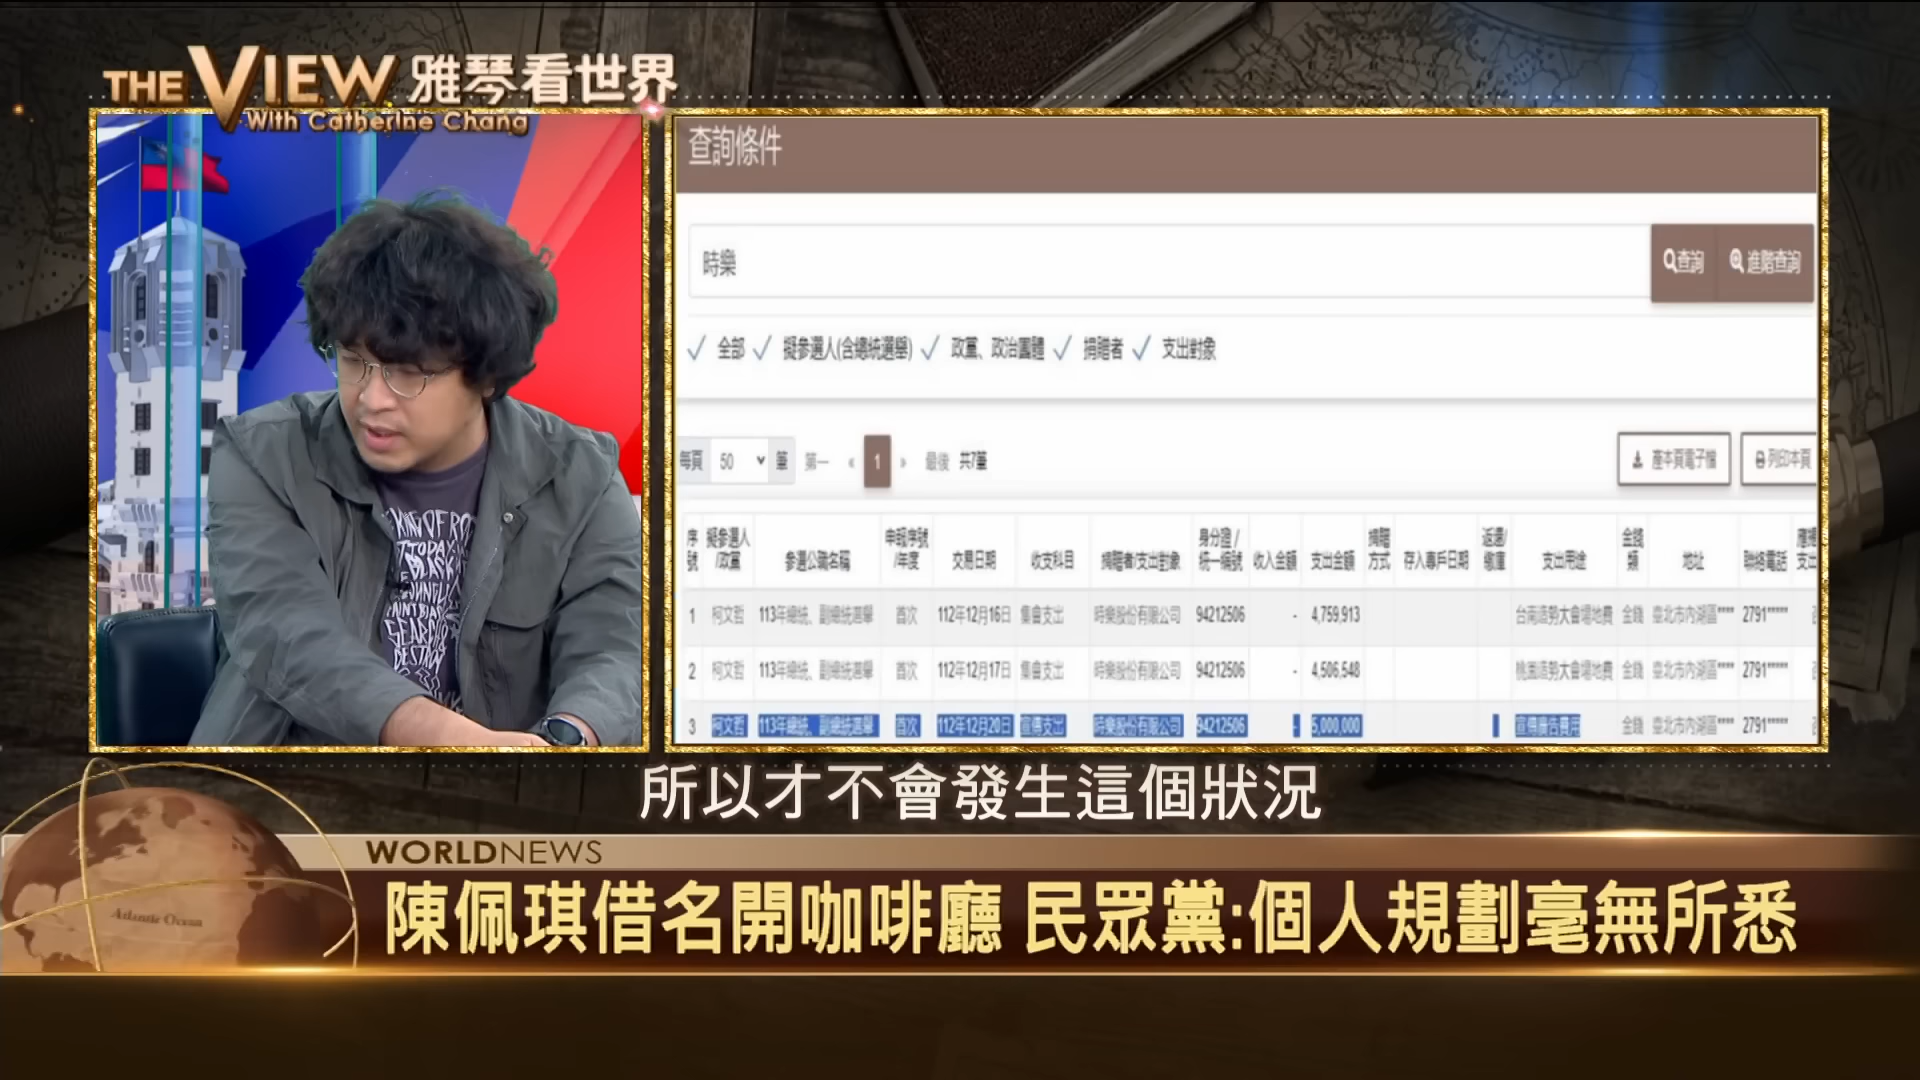 THE VIEW 雅琴看世界
With Catherine Chang
KING OF RO
TODAY
BLACK
JUNGLE
SEARCH
DESTROY
查詢條件
時樂
查詢 進階查詢
全部 擬參選人(含總統選舉) 政黨、政治團體 捐贈者 支出對象
每頁 50 筆 第一 « 1 » 最後 共7筆
產本頁電子檔 列印本頁
序號 擬參選人/政黨 參選公職名稱 申報序號/年度 交易日期 收支科目 捐贈者/支出對象 身分證/統一編號 收入金額 支出金額 捐贈方式 存入專戶日期 返還/繳庫 支出用途 金錢類 地址 聯絡電話
1 柯文哲 113年總統、副總統選舉 首次 112年12月16日 集會支出 時樂股份有限公司 94212506 - 4,759,913 台南造勢大會場地費 金錢 臺北市內湖區**** 2791*****
2 柯文哲 113年總統、副總統選舉 首次 112年12月17日 集會支出 時樂股份有限公司 94212506 - 4,506,548 桃園造勢大會場地費 金錢 臺北市內湖區**** 2791*****
3 柯文哲 113年總統、副總統選舉 首次 112年12月20日 宣傳支出 時樂股份有限公司 94212506 - 5,000,000 宣傳廣告費用 金錢 臺北市內湖區**** 2791*****
所以才不會發生這個狀況
WORLDNEWS
Atlantic Ocean
陳佩琪借名開咖啡廳 民眾黨:個人規劃毫無所悉